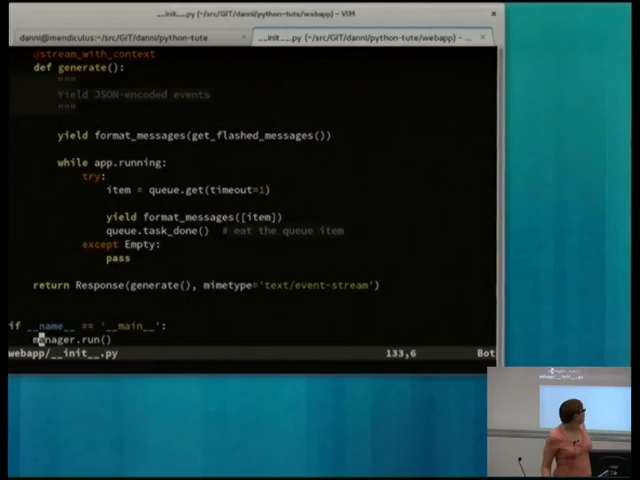 __init__.py (~/src/GIT/danni/python-tute/webapp) - VIM
danni@mendiculus:~/src/GIT/danni/python-tute
__init__.py (~/src/GIT/danni/python-tute/webapp) - ...
@stream_with_context
def generate():
"""
Yield JSON-encoded events
"""
yield format_messages(get_flashed_messages())
while app.running:
try:
item = queue.get(timeout=1)
yield format_messages([item])
queue.task_done()  # eat the queue item
except Empty:
pass
return Response(generate(), mimetype='text/event-stream')
if __name__ == '__main__':
manager.run()
webapp/__init__.py 133,6 Bot